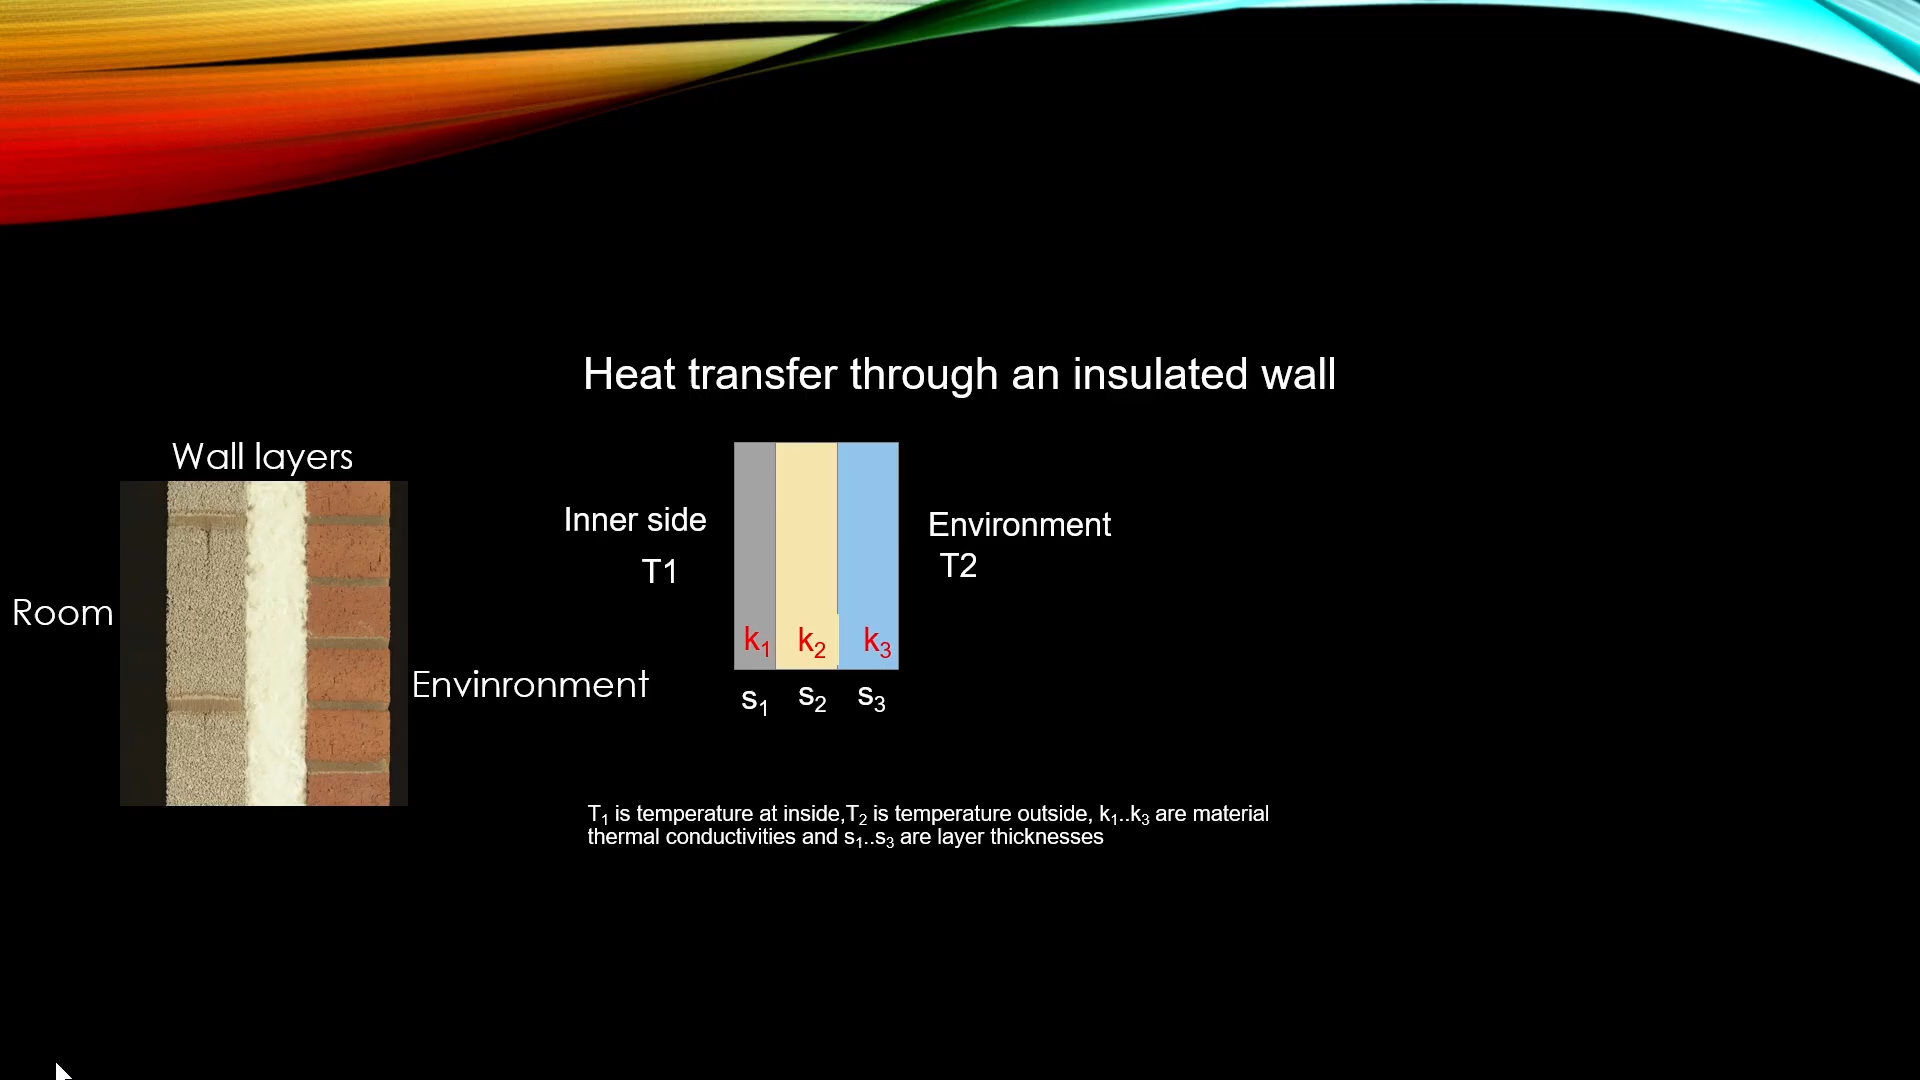 Heat transfer through an insulated wall
Wall layers
Room
Envinronment
Inner side
T1
Environment
T2
k₁ k₂ k₃
s₁ s₂ s₃
T₁ is temperature at inside,T₂ is temperature outside, k₁..k₃ are material
thermal conductivities and s₁..s₃ are layer thicknesses